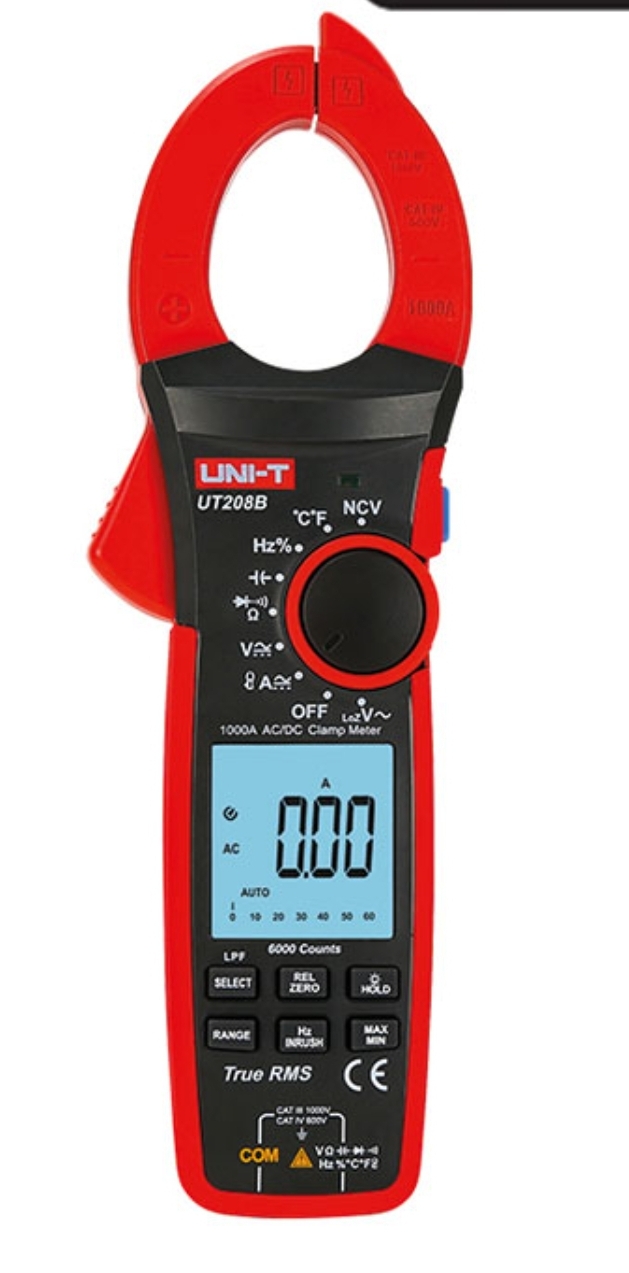 CAT III
CAT IV
600V
1000A
UNI-T
UT208B
°C°F NCV
Hz%
Ω
V
A
OFF LoZV~
1000A AC/DC Clamp Meter
A
0.00
AC
AUTO
0 10 20 30 40 50 60
6000 Counts
LPF
SELECT REL ZERO HOLD
RANGE Hz INRUSH MAX MIN
True RMS CE
CAT III 1000V
CAT IV 600V
COM VΩ
Hz%°C°F